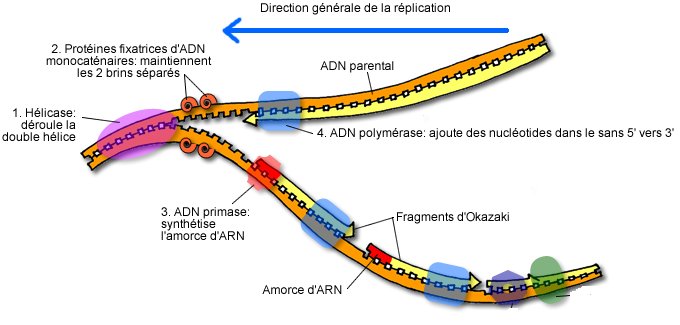 Direction générale de la réplication
2. Protéines fixatrices d'ADN
monocaténaires: maintiennent
les 2 brins séparés
ADN parental
1. Hélicase:
déroule la
double hélice
4. ADN polymérase: ajoute des nucléotides dans le sans 5' vers 3'
3. ADN primase:
synthétise
l'amorce d'ARN
Fragments d'Okazaki
Amorce d'ARN